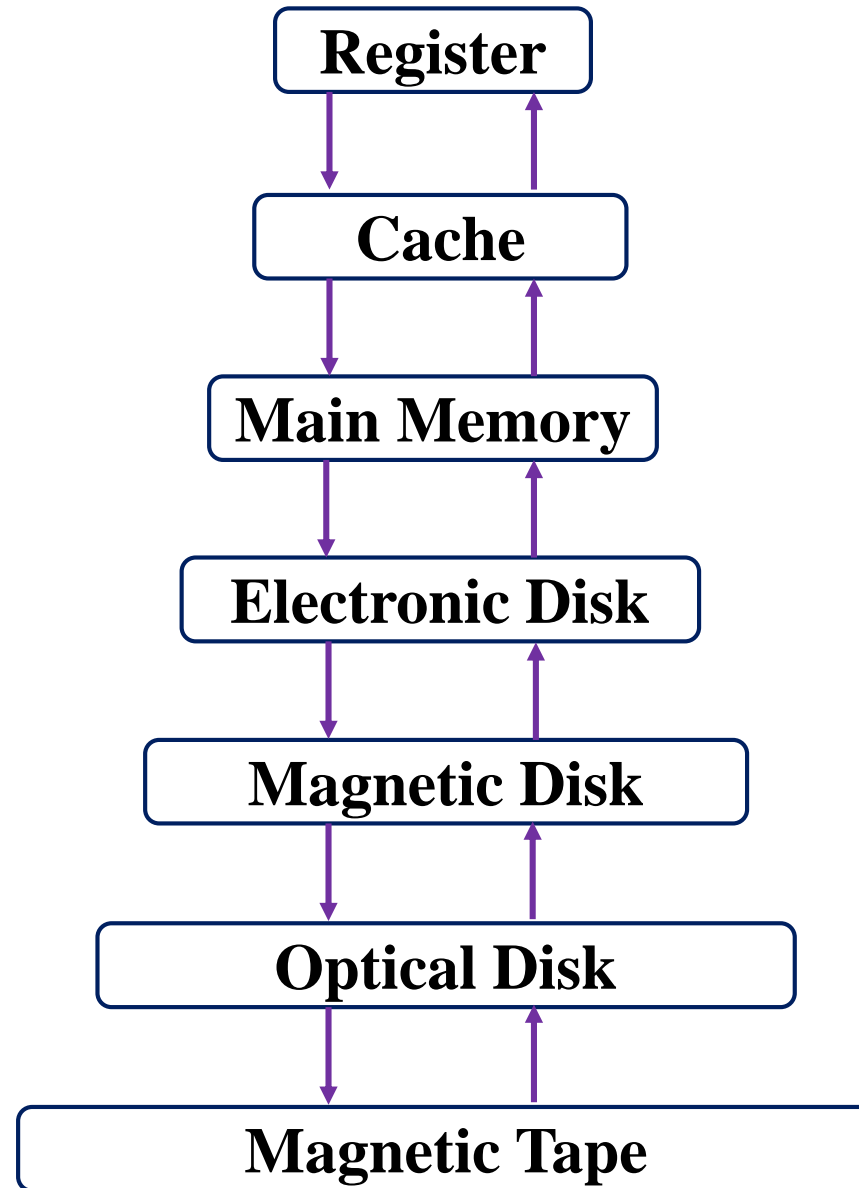 Register
Cache
Main Memory
Electronic Disk
Magnetic Disk
Optical Disk
Magnetic Tape